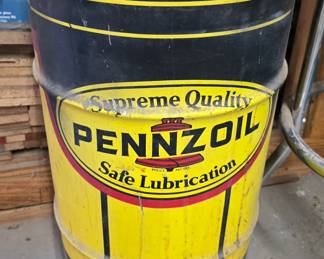 Supreme Quality
PENNZOIL
Safe Lubrication